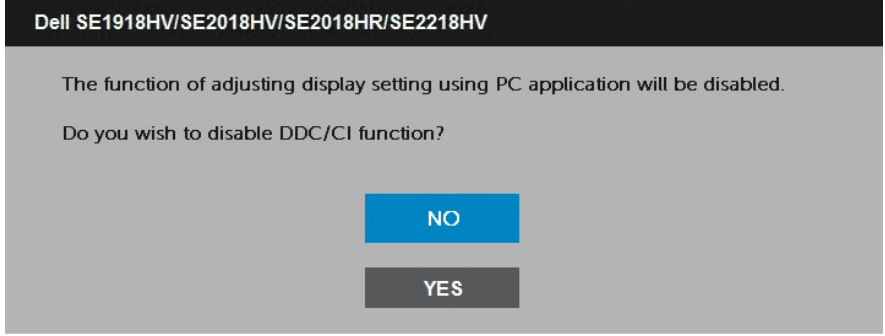 Dell SE1918HV/SE2018HV/SE2018HR/SE2218HV
The function of adjusting display setting using PC application will be disabled.
Do you wish to disable DDC/CI function?
NO
YES